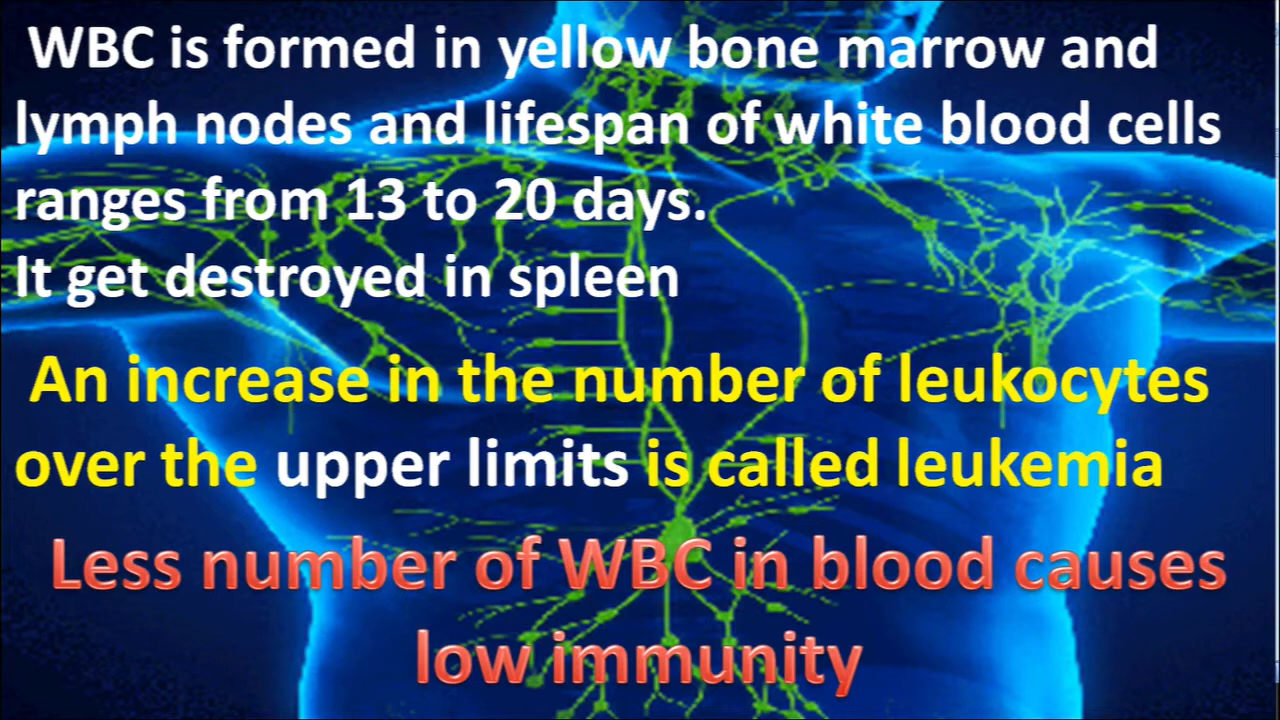 WBC is formed in yellow bone marrow and
lymph nodes and lifespan of white blood cells
ranges from 13 to 20 days.
It get destroyed in spleen
An increase in the number of leukocytes
over the upper limits is called leukemia
Less number of WBC in blood causes
low immunity